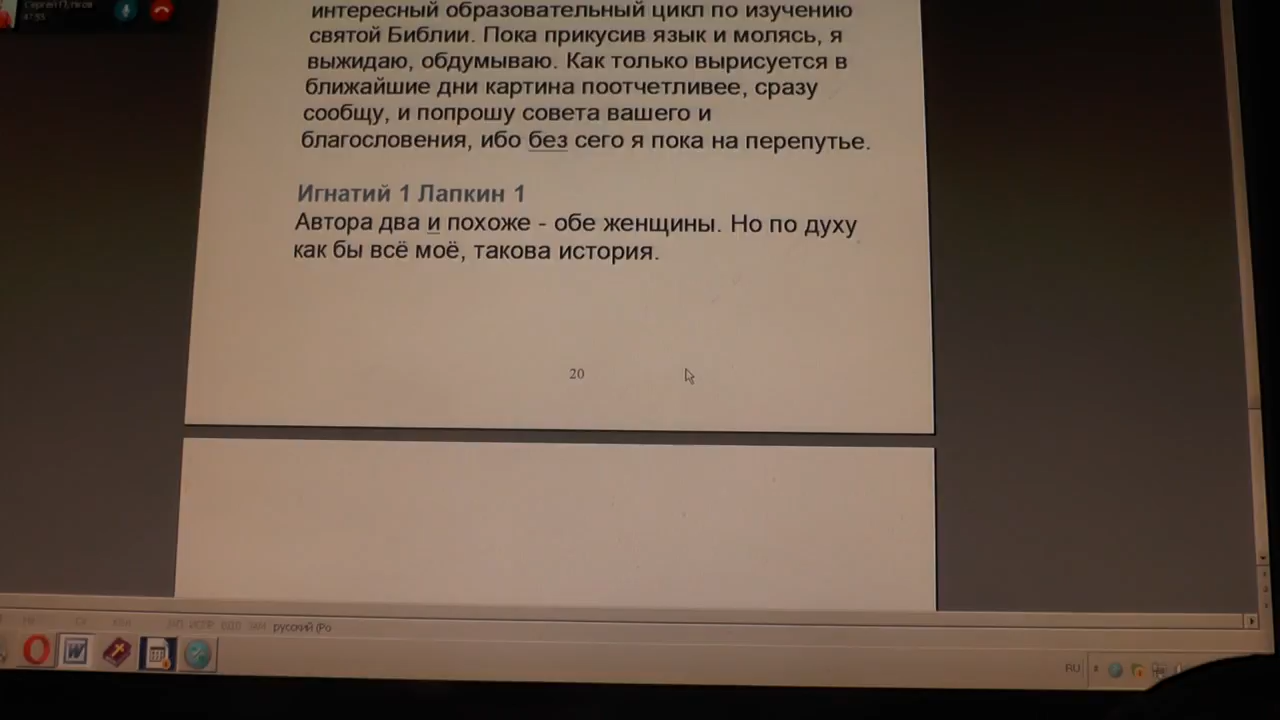 47:55
интересный образовательный цикл по изучению
святой Библии. Пока прикусив язык и молясь, я
выжидаю, обдумываю. Как только вырисуется в
ближайшие дни картина поотчетливее, сразу
сообщу, и попрошу совета вашего и
благословения, ибо без сего я пока на перепутье.
Игнатий 1 Лапкин 1
Автора два и похоже - обе женщины. Но по духу
как бы всё моё, такова история.
20
русский (Ро
RU